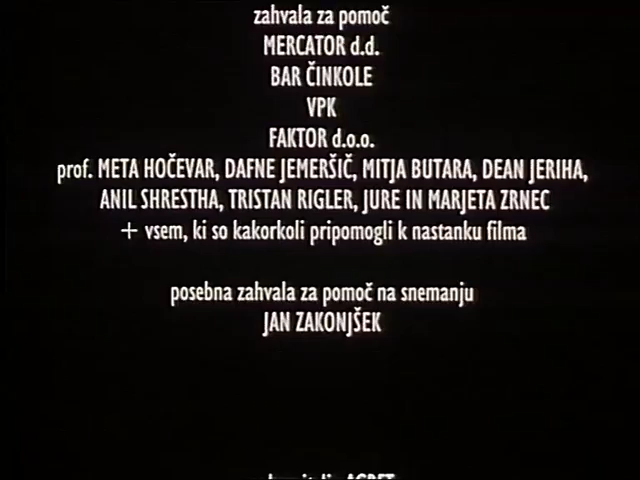 zahvala za pomoč
MERCATOR d.d.
BAR ČINKOLE
VPK
FAKTOR d.o.o.
prof. META HOČEVAR, DAFNE JEMERŠIČ, MITJA BUTARA, DEAN JERIHA,
ANIL SHRESTHA, TRISTAN RIGLER, JURE IN MARJETA ZRNEC
+ vsem, ki so kakorkoli pripomogli k nastanku filma
posebna zahvala za pomoč na snemanju
JAN ZAKONJŠEK